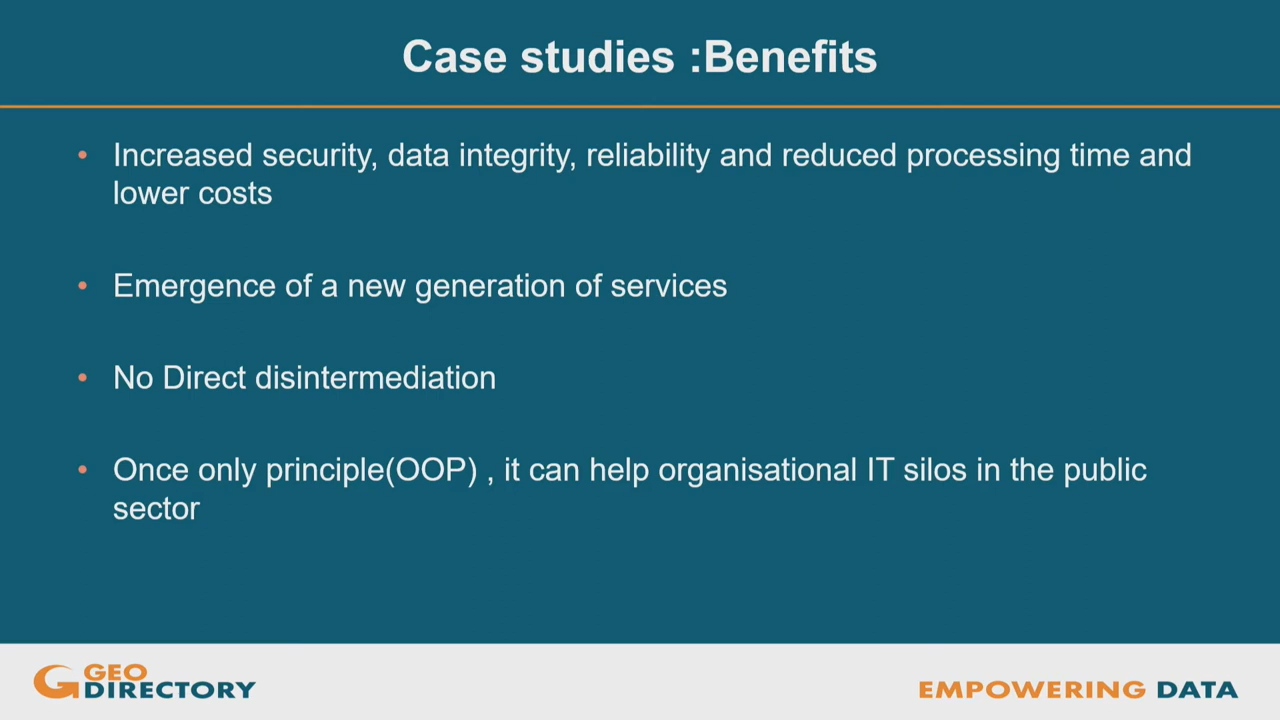 Case studies :Benefits
• Increased security, data integrity, reliability and reduced processing time and
lower costs
• Emergence of a new generation of services
• No Direct disintermediation
• Once only principle(OOP) , it can help organisational IT silos in the public
sector
GEO
DIRECTORY
EMPOWERING DATA